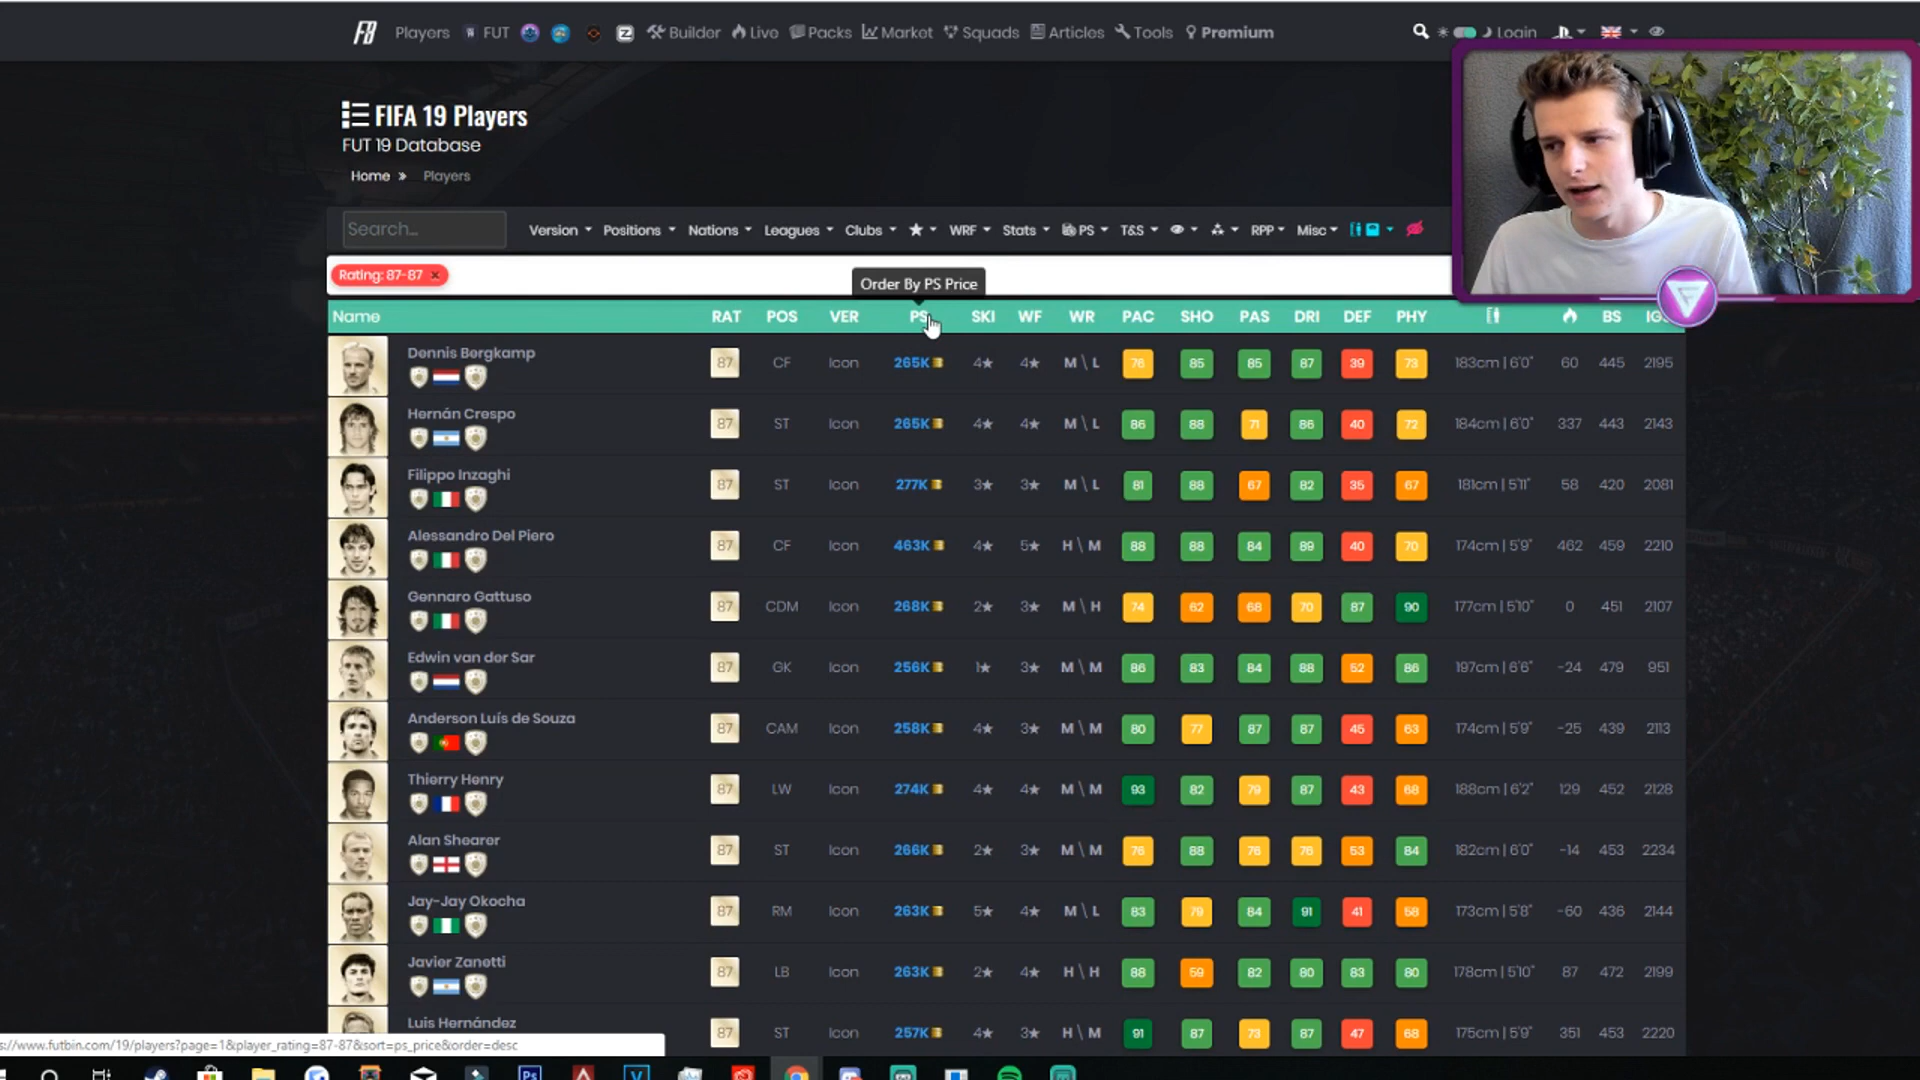 FB Players FUT Builder Live Packs Market Squads Articles Tools Premium Login
FIFA 19 Players
FUT 19 Database
Home » Players
Search... Version Positions Nations Leagues Clubs WRF Stats PS T&S RPP Misc
Rating: 87-87 ×
Order By PS Price
Name RAT POS VER PS SKI WF WR PAC SHO PAS DRI DEF PHY BS IGS
Dennis Bergkamp 87 CF Icon 265K 4★ 4★ M \ L 76 85 85 87 39 73 183cm | 6'0" 60 445 2195
Hernán Crespo 87 ST Icon 265K 4★ 4★ M \ L 86 88 71 86 40 72 184cm | 6'0" 337 443 2143
Filippo Inzaghi 87 ST Icon 277K 3★ 3★ M \ L 81 88 67 82 35 67 181cm | 5'11" 58 420 2081
Alessandro Del Piero 87 CF Icon 463K 4★ 5★ H \ M 88 88 84 89 40 70 174cm | 5'9" 462 459 2210
Gennaro Gattuso 87 CDM Icon 268K 2★ 3★ M \ H 74 62 68 70 87 90 177cm | 5'10" 0 451 2107
Edwin van der Sar 87 GK Icon 256K 1★ 3★ M \ M 86 83 84 88 52 86 197cm | 6'6" -24 479 951
Anderson Luís de Souza 87 CAM Icon 258K 4★ 3★ M \ M 80 77 87 87 45 63 174cm | 5'9" -25 439 2113
Thierry Henry 87 LW Icon 274K 4★ 4★ M \ M 93 82 79 87 43 68 188cm | 6'2" 129 452 2128
Alan Shearer 87 ST Icon 266K 2★ 3★ M \ M 76 88 76 76 53 84 182cm | 6'0" -14 453 2234
Jay-Jay Okocha 87 RM Icon 263K 5★ 4★ M \ L 83 79 84 91 41 58 173cm | 5'8" -60 436 2144
Javier Zanetti 87 LB Icon 263K 2★ 4★ H \ H 88 59 82 80 83 80 178cm | 5'10" 87 472 2199
Luis Hernández 87 ST Icon 257K 4★ 3★ H \ M 91 87 73 87 47 68 175cm | 5'9" 351 453 2220
s://www.futbin.com/19/players?page=1&player_rating=87-87&sort=ps_price&order=desc
Ps